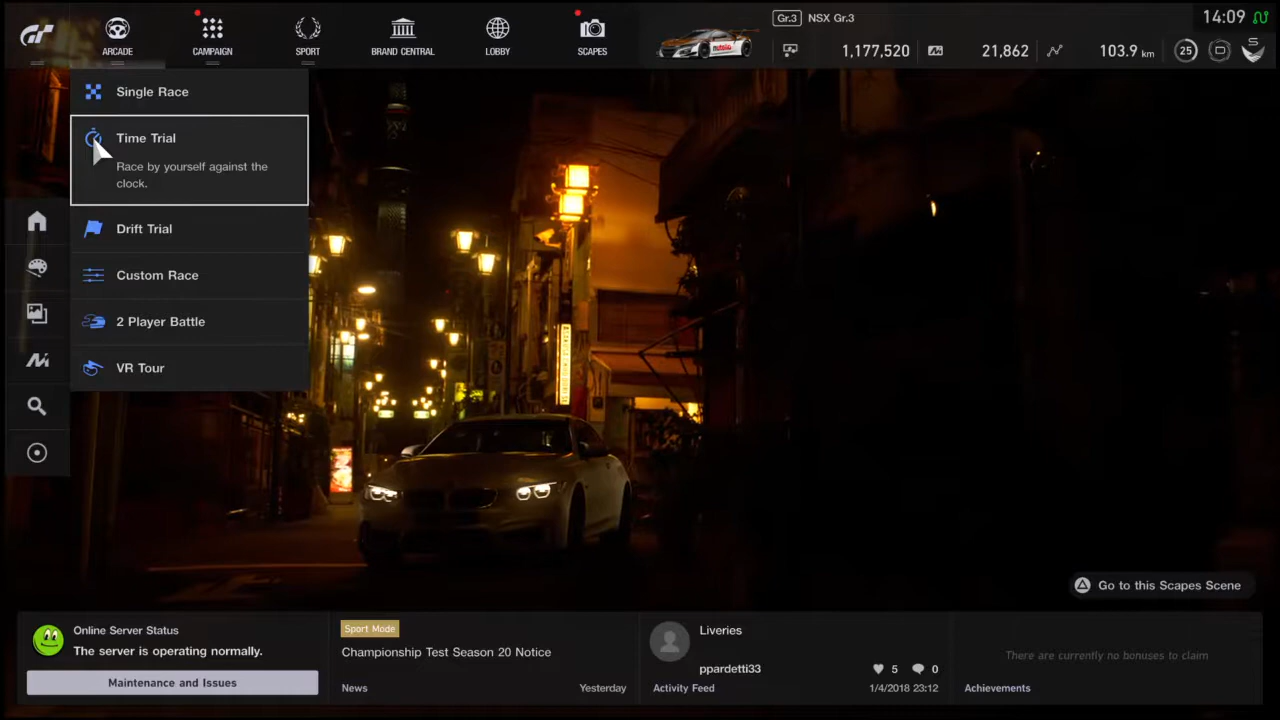 ARCADE
CAMPAIGN
SPORT
BRAND CENTRAL
LOBBY
SCAPES
Gr.3 NSX Gr.3
14:09
1,177,520
21,862
103.9 km
25
S
Single Race
Time Trial
Race by yourself against the
clock.
Drift Trial
Custom Race
2 Player Battle
VR Tour
Go to this Scapes Scene
Online Server Status
The server is operating normally.
Maintenance and Issues
Sport Mode
Championship Test Season 20 Notice
News
Yesterday
Liveries
ppardetti33
5
0
Activity Feed
1/4/2018 23:12
There are currently no bonuses to claim
Achievements